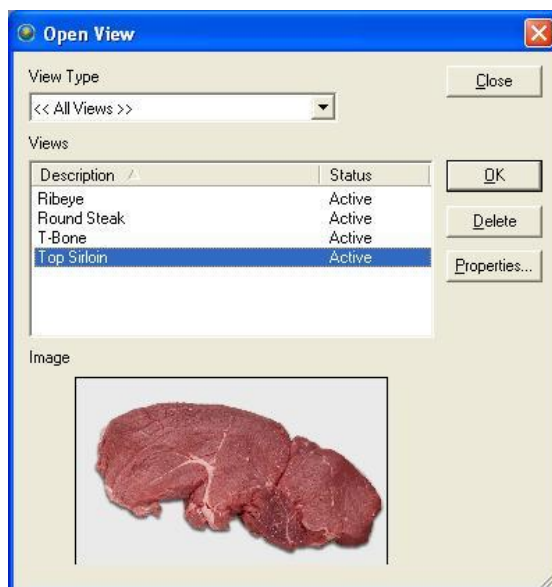 Open View
View Type
Close
<< All Views >>
Views
Description Status
OK
Ribeye Active
Round Steak Active
Delete
T-Bone Active
Top Sirloin Active
Properties...
Image